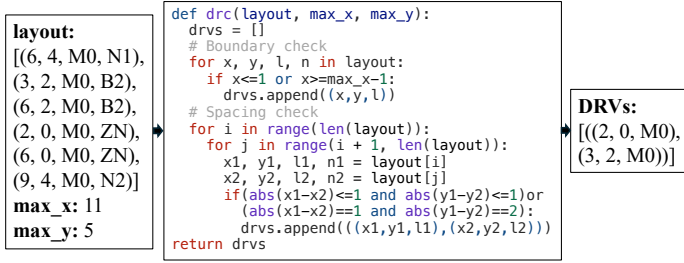 layout:
[(6, 4, M0, N1),
(3, 2, M0, B2),
(6, 2, M0, B2),
(2, 0, M0, ZN),
(6, 0, M0, ZN),
(9, 4, M0, N2)]
max_x: 11
max_y: 5
def drc(layout, max_x, max_y):
  drvs = []
  # Boundary check
  for x, y, l, n in layout:
    if x<=1 or x>=max_x-1:
      drvs.append((x,y,l))
  # Spacing check
  for i in range(len(layout)):
    for j in range(i + 1, len(layout)):
      x1, y1, l1, n1 = layout[i]
      x2, y2, l2, n2 = layout[j]
      if(abs(x1-x2)<=1 and abs(y1-y2)<=1)or
        (abs(x1-x2)==1 and abs(y1-y2)==2):
        drvs.append(((x1,y1,l1),(x2,y2,l2)))
return drvs
DRVs:
[((2, 0, M0),
(3, 2, M0))]